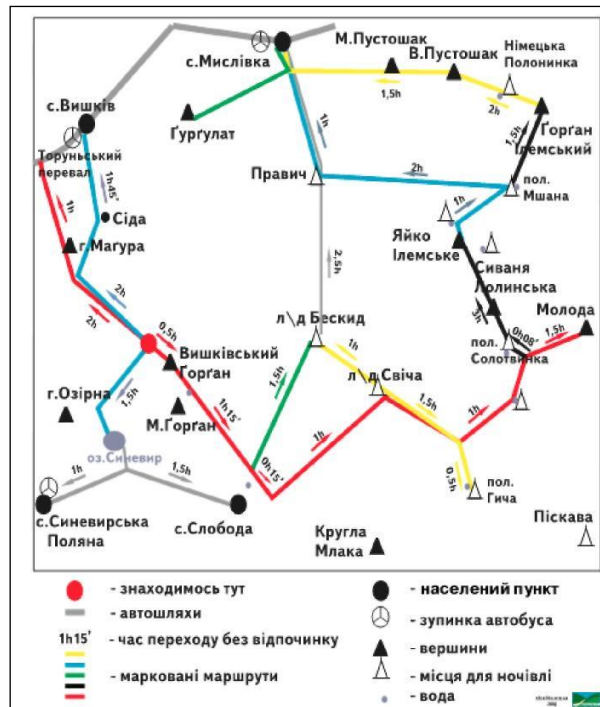 М.Пустошак
В.Пустошак
Німецька
Полонинка
с.Мислівка
с.Вишків
1,5h
2h
Ґурґулат
1,5h
Ґорґан
Ілемський
Торуньський
перевал
1h
1h45'
Правич
2h
пол.
Мшана
1h
Сіда
1h
г.Маґура
Яйко
Ілемське
2,5h
Сиваня
Лолинська
2h
2h
3h
Молода
0,5h
л\д Бескид
0h08'
1,5h
1h
пол.
Солотвинка
Вишківський
Ґорґан
1,5h
л\д Свіча
г.Озірна
1,5h
М.Ґорґан
1h15'
1,5h
1h
1h
оз.Синевир
0h15'
0,5h
1h
1,5h
пол.
Гича
с.Синевирська
Поляна
с.Слобода
Кругла
Млака
Піскава
- знаходимось тут
- населений пункт
- автошляхи
- зупинка автобуса
1h15' - час переходу без відпочинку
- вершини
- марковані маршрути
- місця для ночівлі
- вода